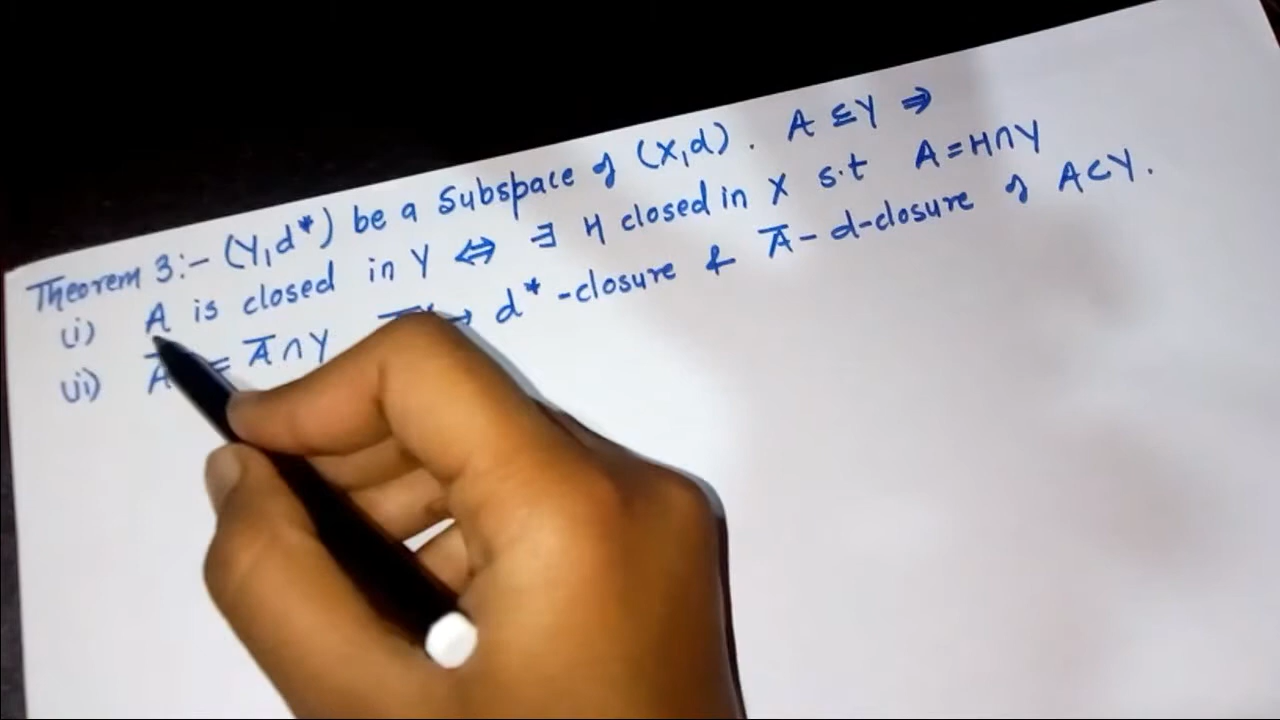 Theorem 3:- (Y,d*) be a subspace of (X,d). A ⊆ Y ⇒
(i) A is closed in Y ⇔ ∃ H closed in X s.t A = H∩Y
(ii) A̅ = A̅∩Y → d* -closure & A̅ - d-closure of A⊂Y.